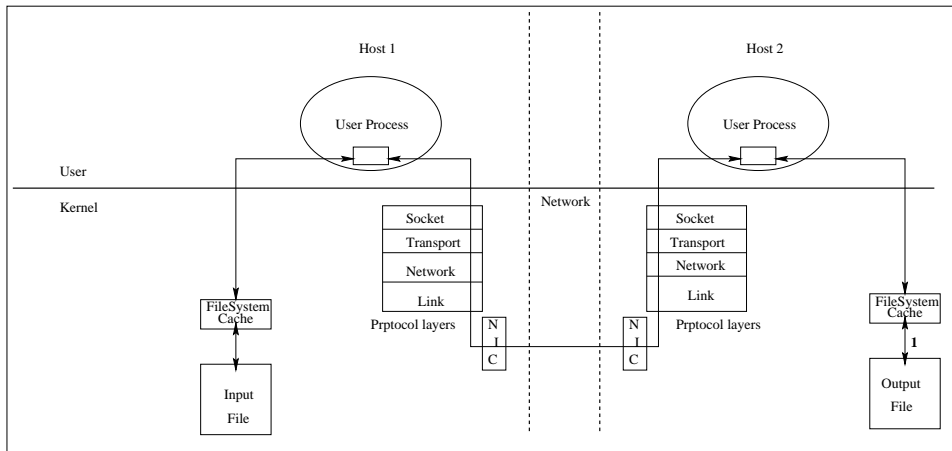 Host 1
Host 2
User Process
User Process
User
Kernel
Network
Socket
Transport
Network
Link
Prptocol layers
Socket
Transport
Network
Link
Prptocol layers
FileSystem
Cache
FileSystem
Cache
N
I
C
N
I
C
1
Input
File
Output
File